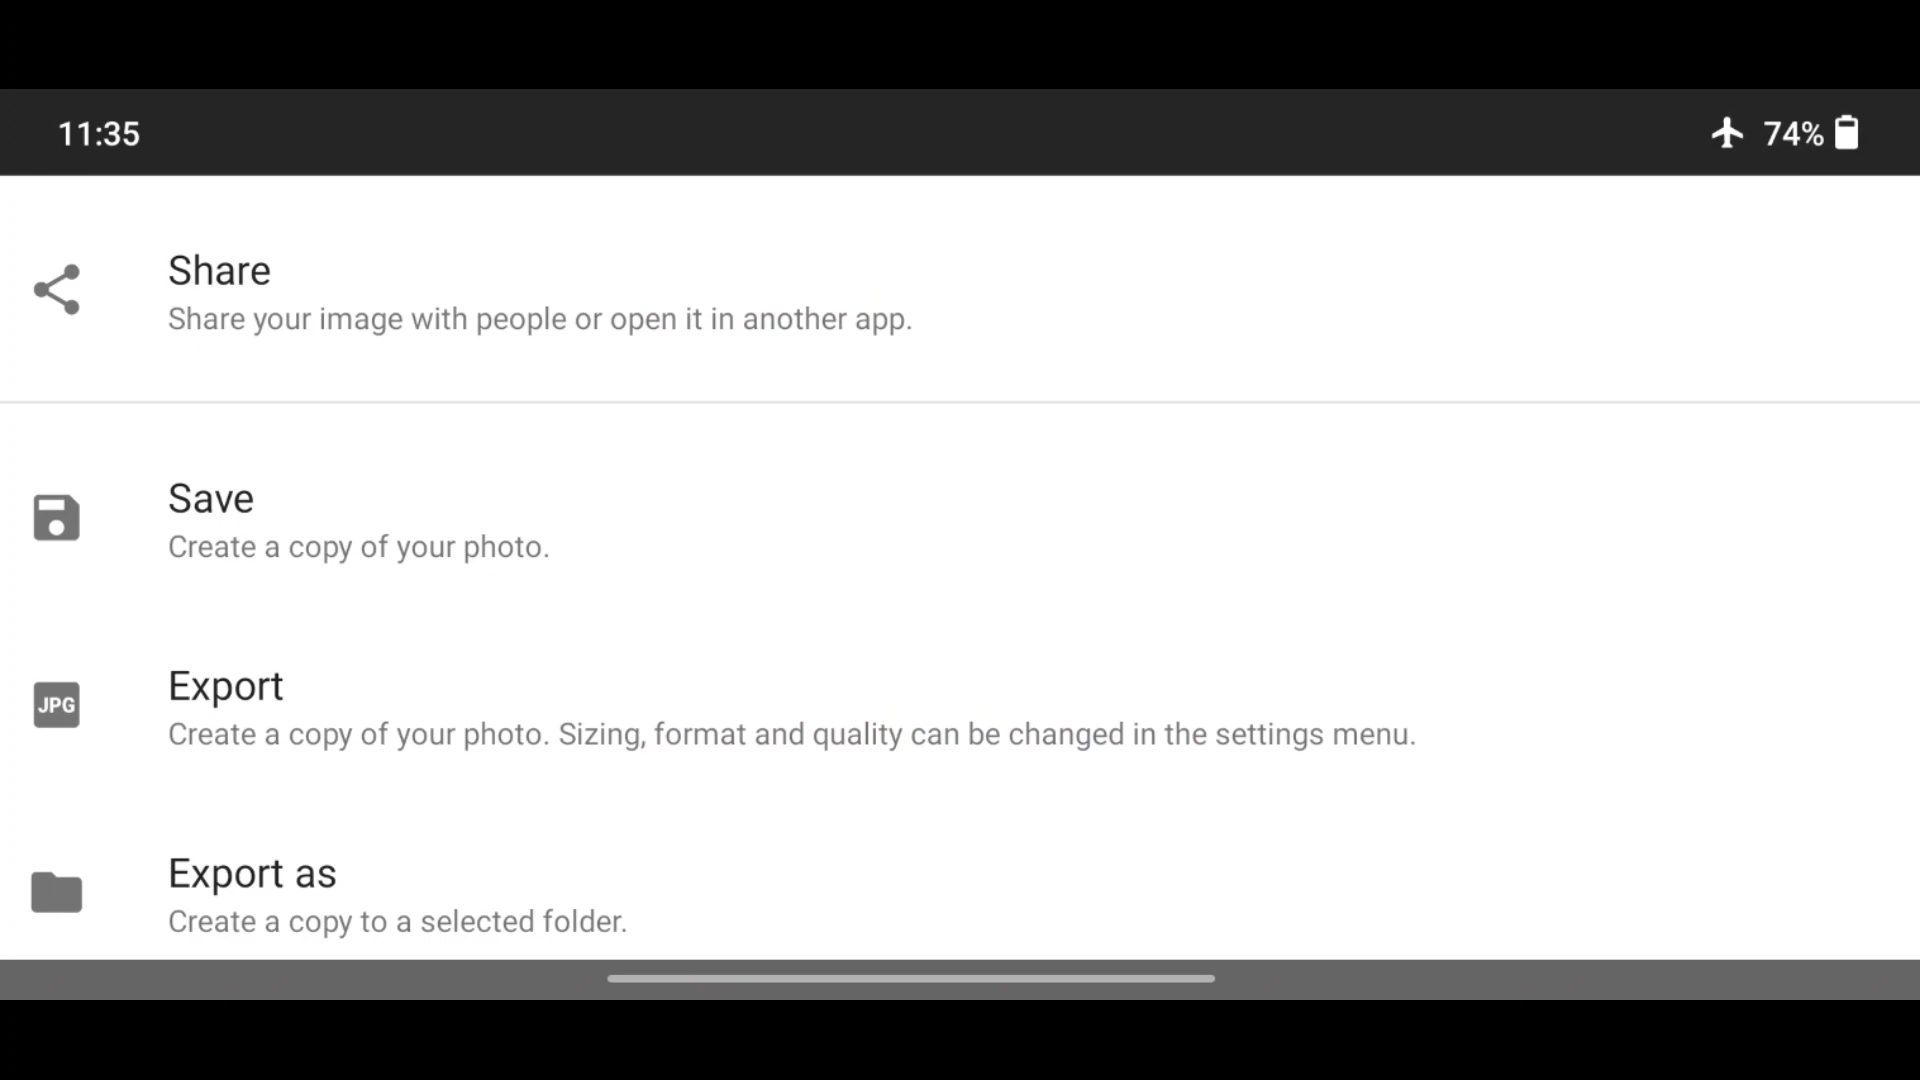 11:35
74%
Share
Share your image with people or open it in another app.
Save
Create a copy of your photo.
JPG
Export
Create a copy of your photo. Sizing, format and quality can be changed in the settings menu.
Export as
Create a copy to a selected folder.